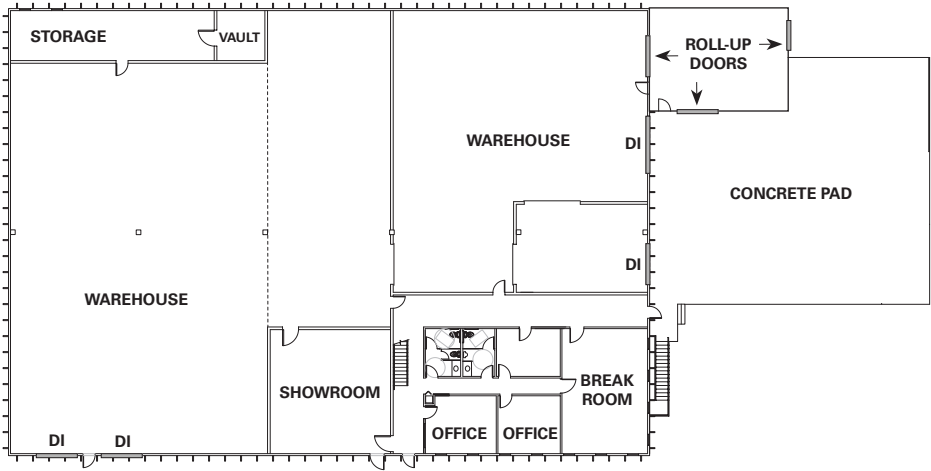 STORAGE
VAULT
ROLL-UP
DOORS
WAREHOUSE
DI
CONCRETE PAD
DI
WAREHOUSE
SHOWROOM
BREAK
ROOM
OFFICE
OFFICE
DI
DI